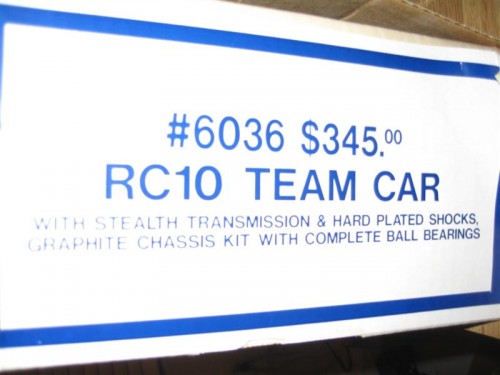 #6036 $345.00
RC10 TEAM CAR
WITH STEALTH TRANSMISSION & HARD PLATED SHOCKS,
GRAPHITE CHASSIS KIT WITH COMPLETE BALL BEARINGS